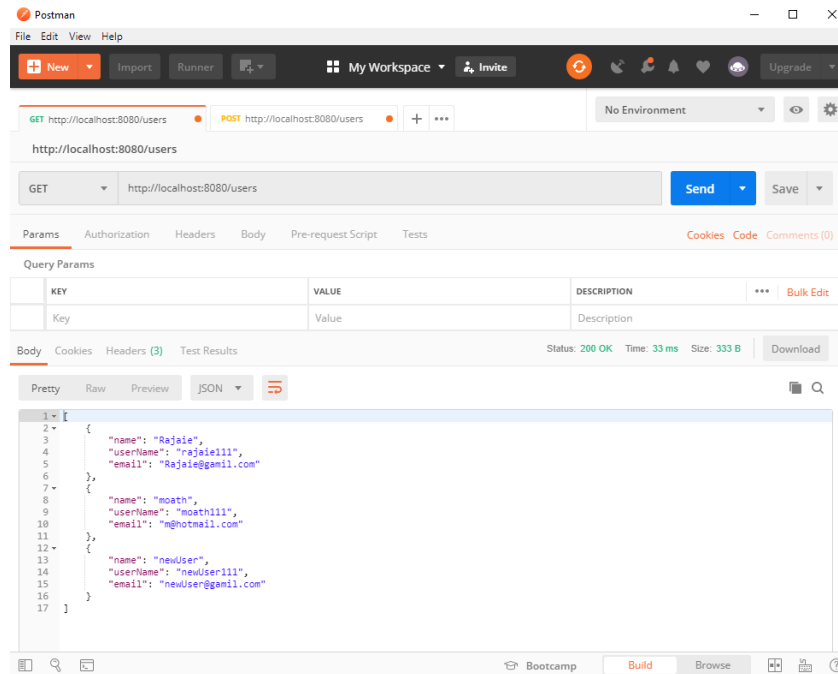 Postman
File Edit View Help
New Import Runner My Workspace Invite Upgrade
GET http://localhost:8080/users POST http://localhost:8080/users + ••• No Environment
http://localhost:8080/users
GET http://localhost:8080/users Send Save
Params Authorization Headers Body Pre-request Script Tests Cookies Code Comments (0)
Query Params
KEY VALUE DESCRIPTION ••• Bulk Edit
Key Value Description
Body Cookies Headers (3) Test Results Status: 200 OK Time: 33 ms Size: 333 B Download
Pretty Raw Preview JSON
1 [
2 {
3 "name": "Rajaie",
4 "userName": "rajaie111",
5 "email": "Rajaie@gamil.com"
6 },
7 {
8 "name": "moath",
9 "userName": "moath111",
10 "email": "m@hotmail.com"
11 },
12 {
13 "name": "newUser",
14 "userName": "newUser111",
15 "email": "newUser@gamil.com"
16 }
17 ]
Bootcamp Build Browse